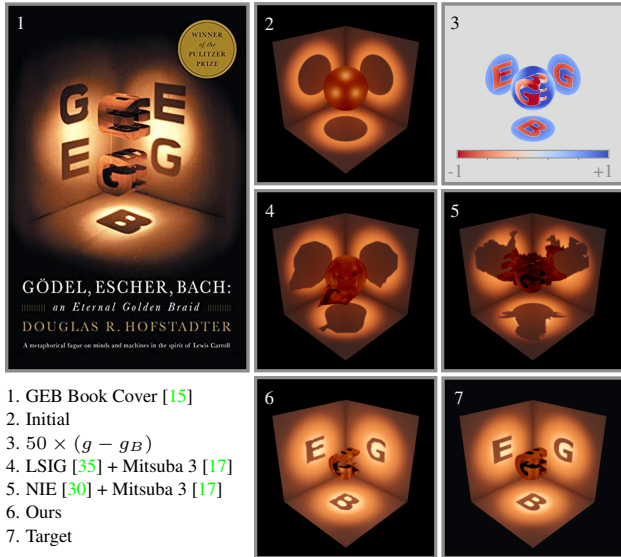 1
WINNER
of the
PULITZER
PRIZE
G E
E G
B
GÖDEL, ESCHER, BACH:
an Eternal Golden Braid
DOUGLAS R. HOFSTADTER
A metaphorical fugue on minds and machines in the spirit of Lewis Carroll
2
3
E G
G E
B
-1 +1
4
5
1. GEB Book Cover [15]
2. Initial
3. 50 × (g − g_B)
4. LSIG [35] + Mitsuba 3 [17]
5. NIE [30] + Mitsuba 3 [17]
6. Ours
7. Target
6
E G
B
7
E G
B